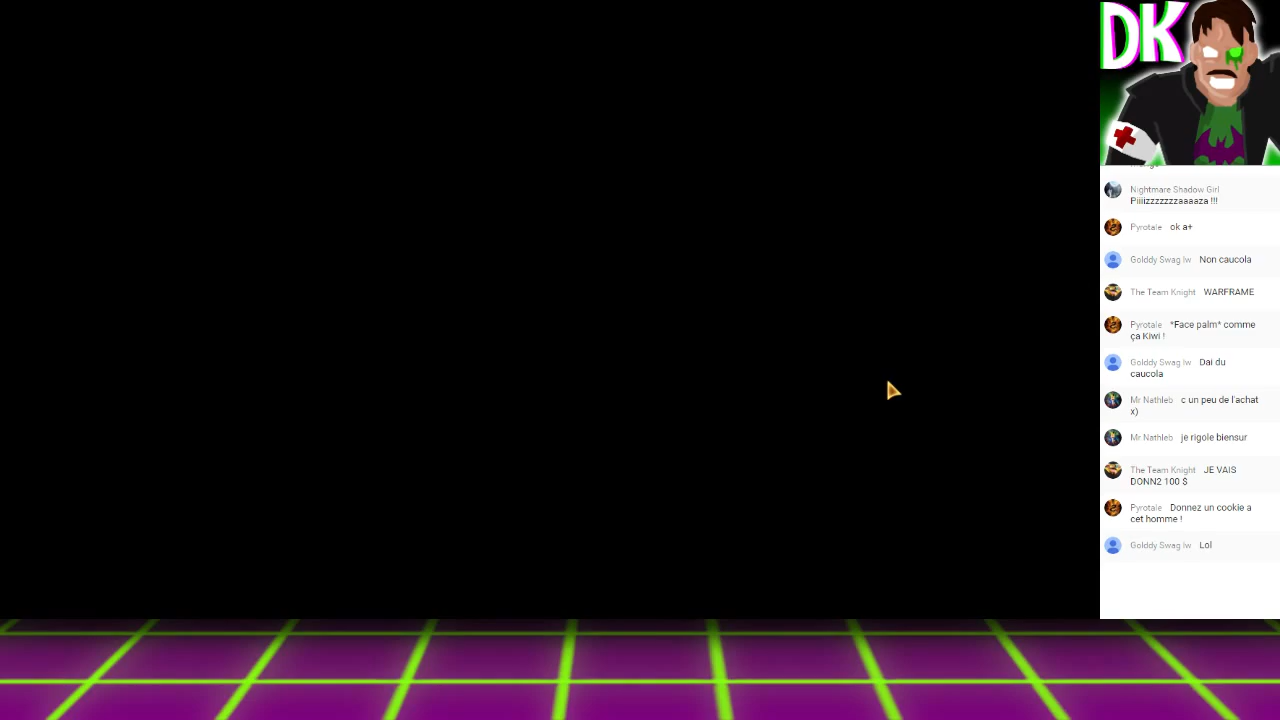 DK
Nightmare Shadow Girl
Piiiizzzzzzzaaaaza !!!
Pyrotale ok a+
Golddy Swag lw Non caucola
The Team Knight WARFRAME
Pyrotale *Face palm* comme
ça Kiwi !
Golddy Swag lw Dai du
caucola
Mr Nathleb c un peu de l'achat
x)
Mr Nathleb je rigole biensur
The Team Knight JE VAIS
DONN2 100 $
Pyrotale Donnez un cookie a
cet homme !
Golddy Swag lw Lol